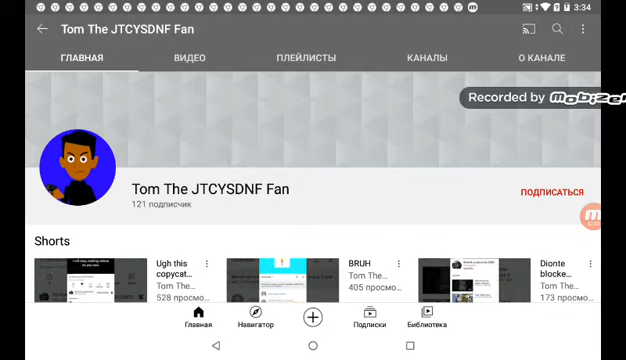 3:34
Tom The JTCYSDNF Fan
ГЛАВНАЯ ВИДЕО ПЛЕЙЛИСТЫ КАНАЛЫ О КАНАЛЕ
Recorded by
Tom The JTCYSDNF Fan
121 подписчик
ПОДПИСАТЬСЯ
Shorts
Ugh this
copycat...
Tom The...
528 просмо...
BRUH
Tom The...
405 просмо...
Dionte
blocke...
Tom The...
173 просмо...
Главная Навигатор Подписки Библиотека